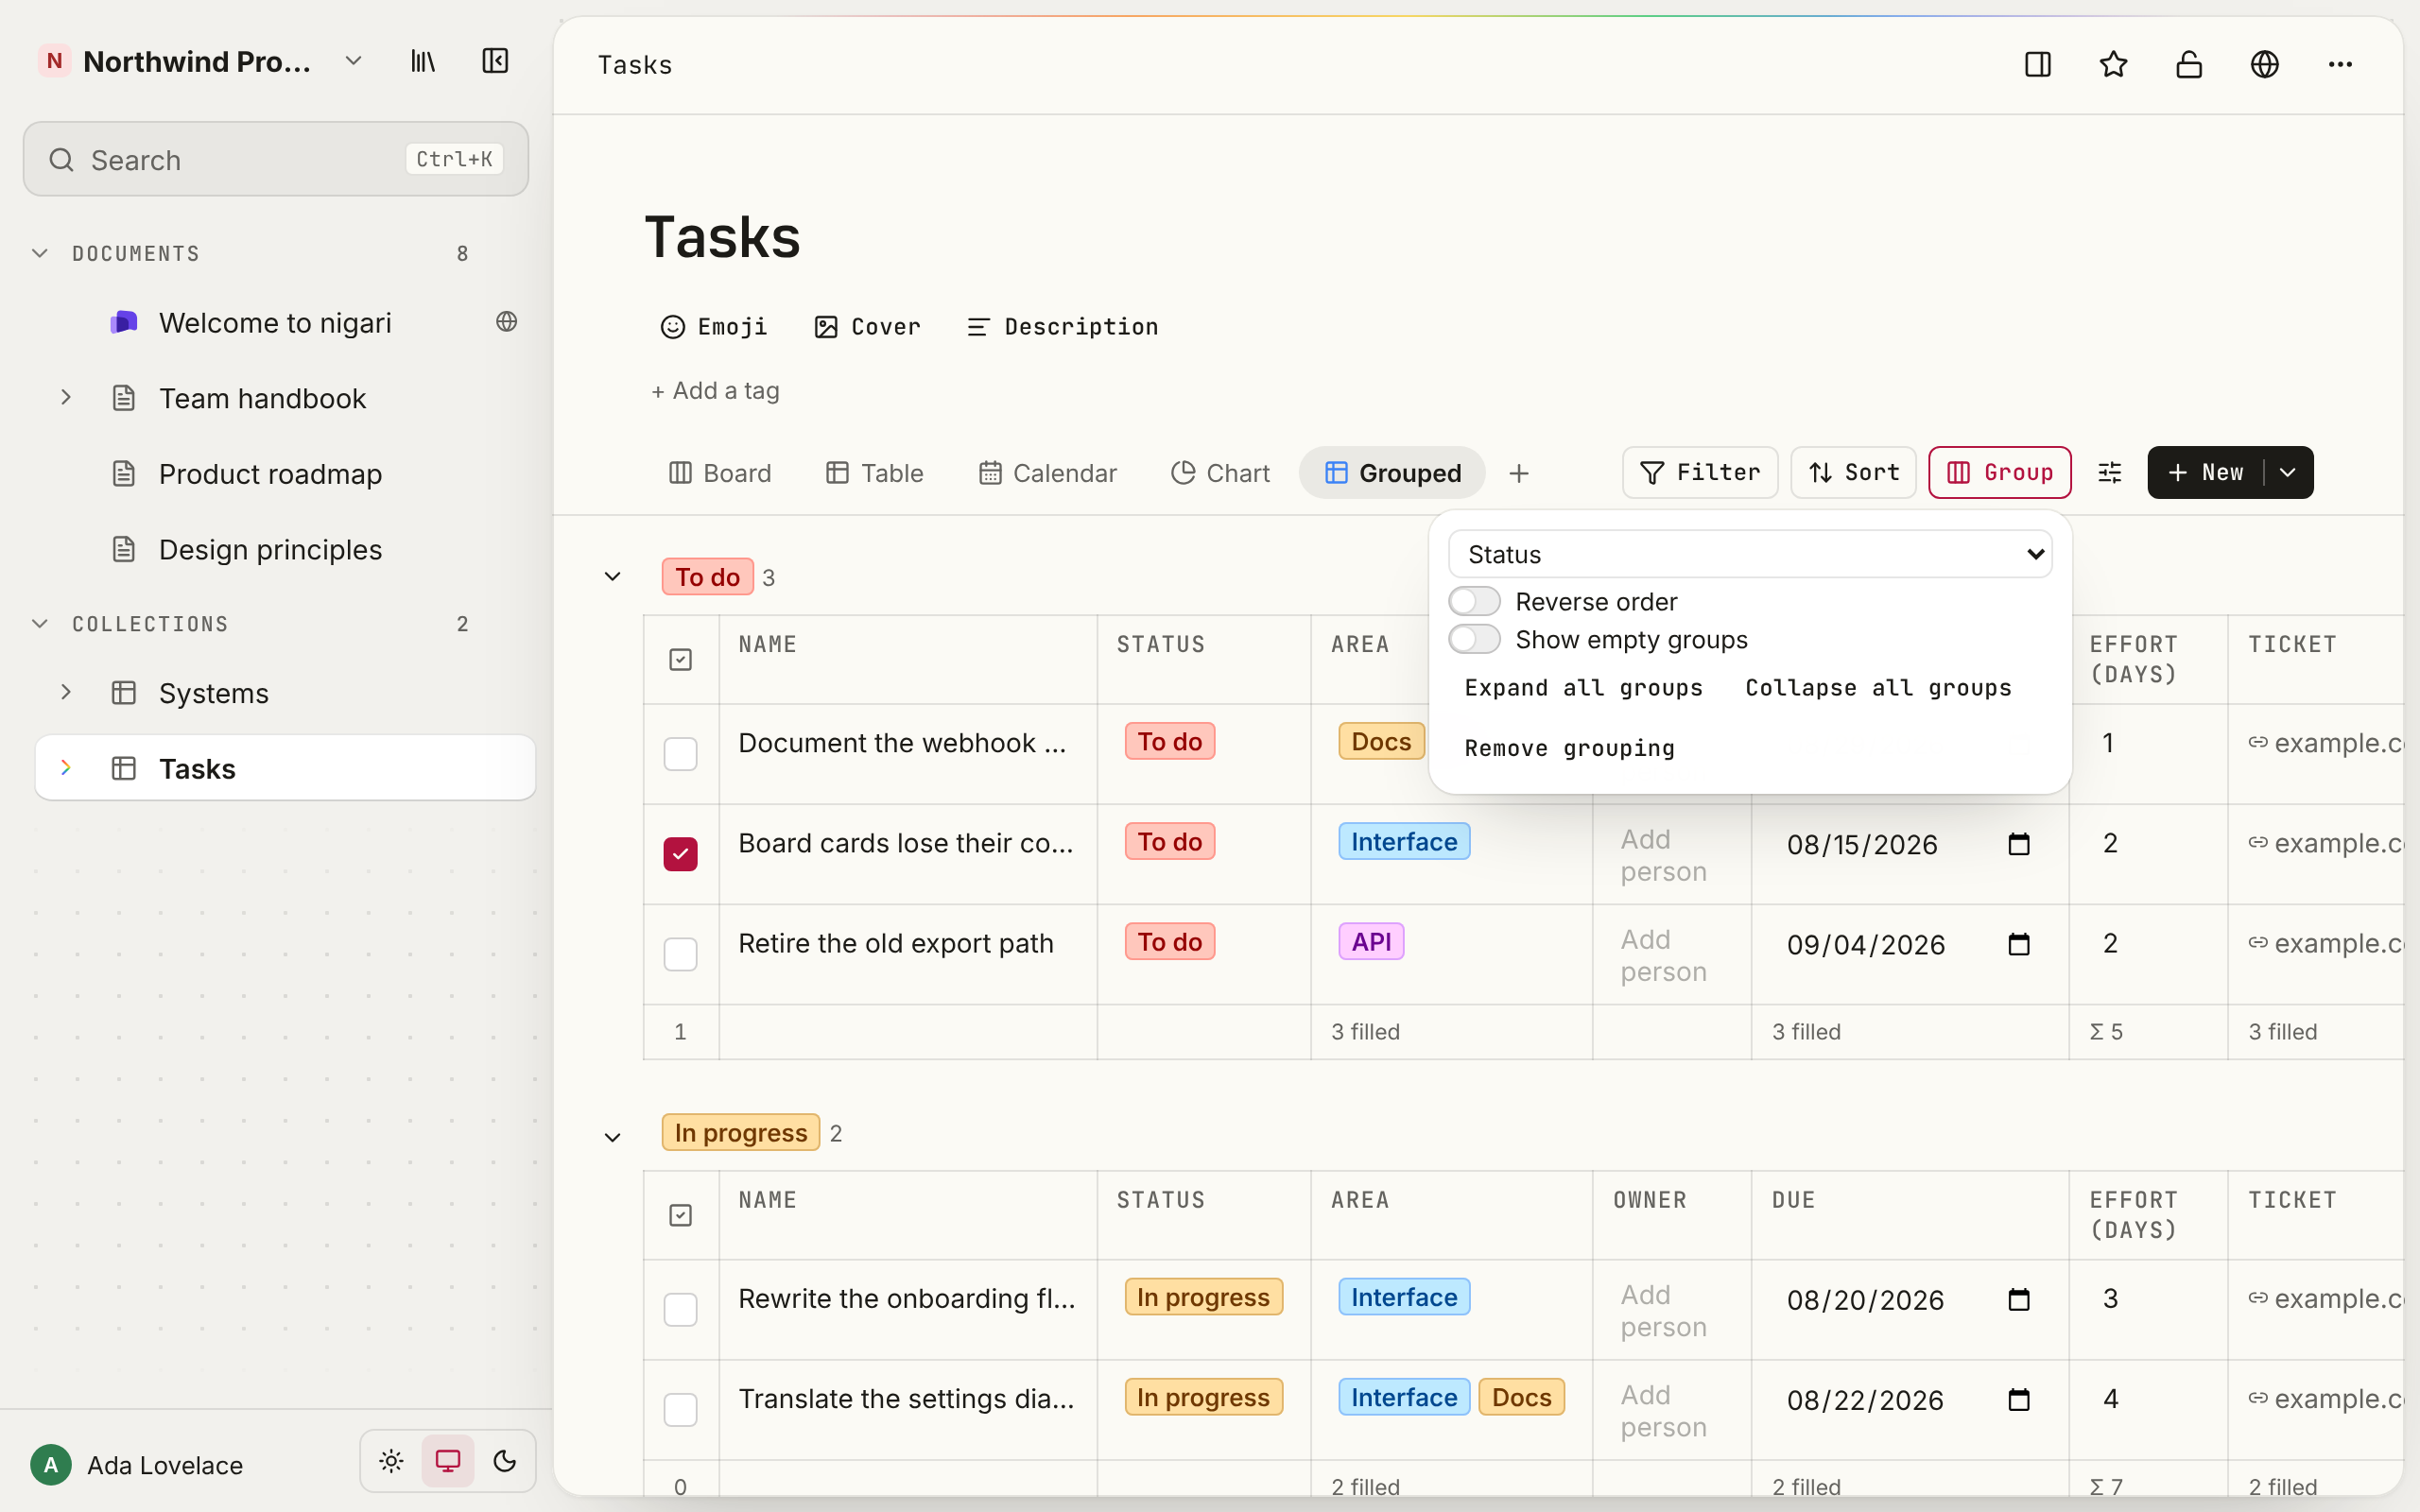 N Northwind Pro...
Search Ctrl+K
DOCUMENTS 8
Welcome to nigari
Team handbook
Product roadmap
Design principles
COLLECTIONS 2
Systems
Tasks
A Ada Lovelace
Tasks
Tasks
Emoji Cover Description
+ Add a tag
Board Table Calendar Chart Grouped Filter Sort Group New
Status
Reverse order
Show empty groups
Expand all groups Collapse all groups
Remove grouping
To do 3
NAME STATUS AREA EFFORT (DAYS) TICKET
Document the webhook ... To do Docs 1
Board cards lose their co... To do Interface Add person 08/15/2026 2
Retire the old export path To do API Add person 09/04/2026 2
1 3 filled 3 filled Σ 5 3 filled
In progress 2
NAME STATUS AREA OWNER DUE EFFORT (DAYS) TICKET
Rewrite the onboarding fl... In progress Interface Add person 08/20/2026 3
Translate the settings dia... In progress Interface Docs Add person 08/22/2026 4
0 2 filled 2 filled Σ 7 2 filled